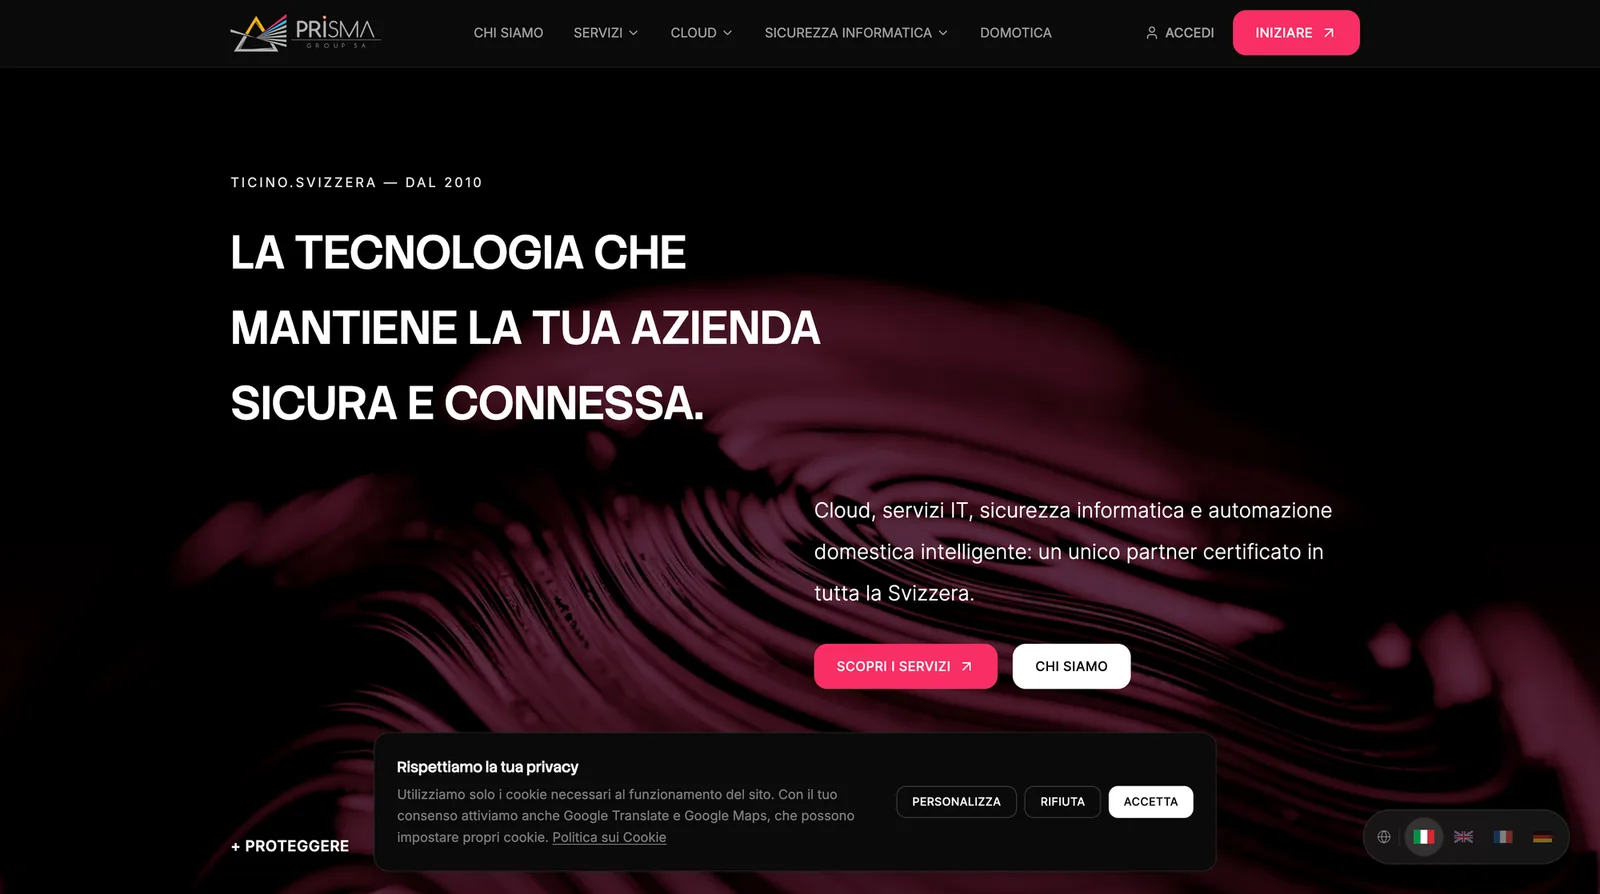 PRISMA
GROUP SA
CHI SIAMO
SERVIZI
CLOUD
SICUREZZA INFORMATICA
DOMOTICA
ACCEDI
INIZIARE
TICINO.SVIZZERA — DAL 2010
LA TECNOLOGIA CHE
MANTIENE LA TUA AZIENDA
SICURA E CONNESSA.
Cloud, servizi IT, sicurezza informatica e automazione
domestica intelligente: un unico partner certificato in
tutta la Svizzera.
SCOPRI I SERVIZI
CHI SIAMO
Rispettiamo la tua privacy
Utilizziamo solo i cookie necessari al funzionamento del sito. Con il tuo
consenso attiviamo anche Google Translate e Google Maps, che possono
impostare propri cookie. Politica sui Cookie
PERSONALIZZA
RIFIUTA
ACCETTA
+ PROTEGGERE